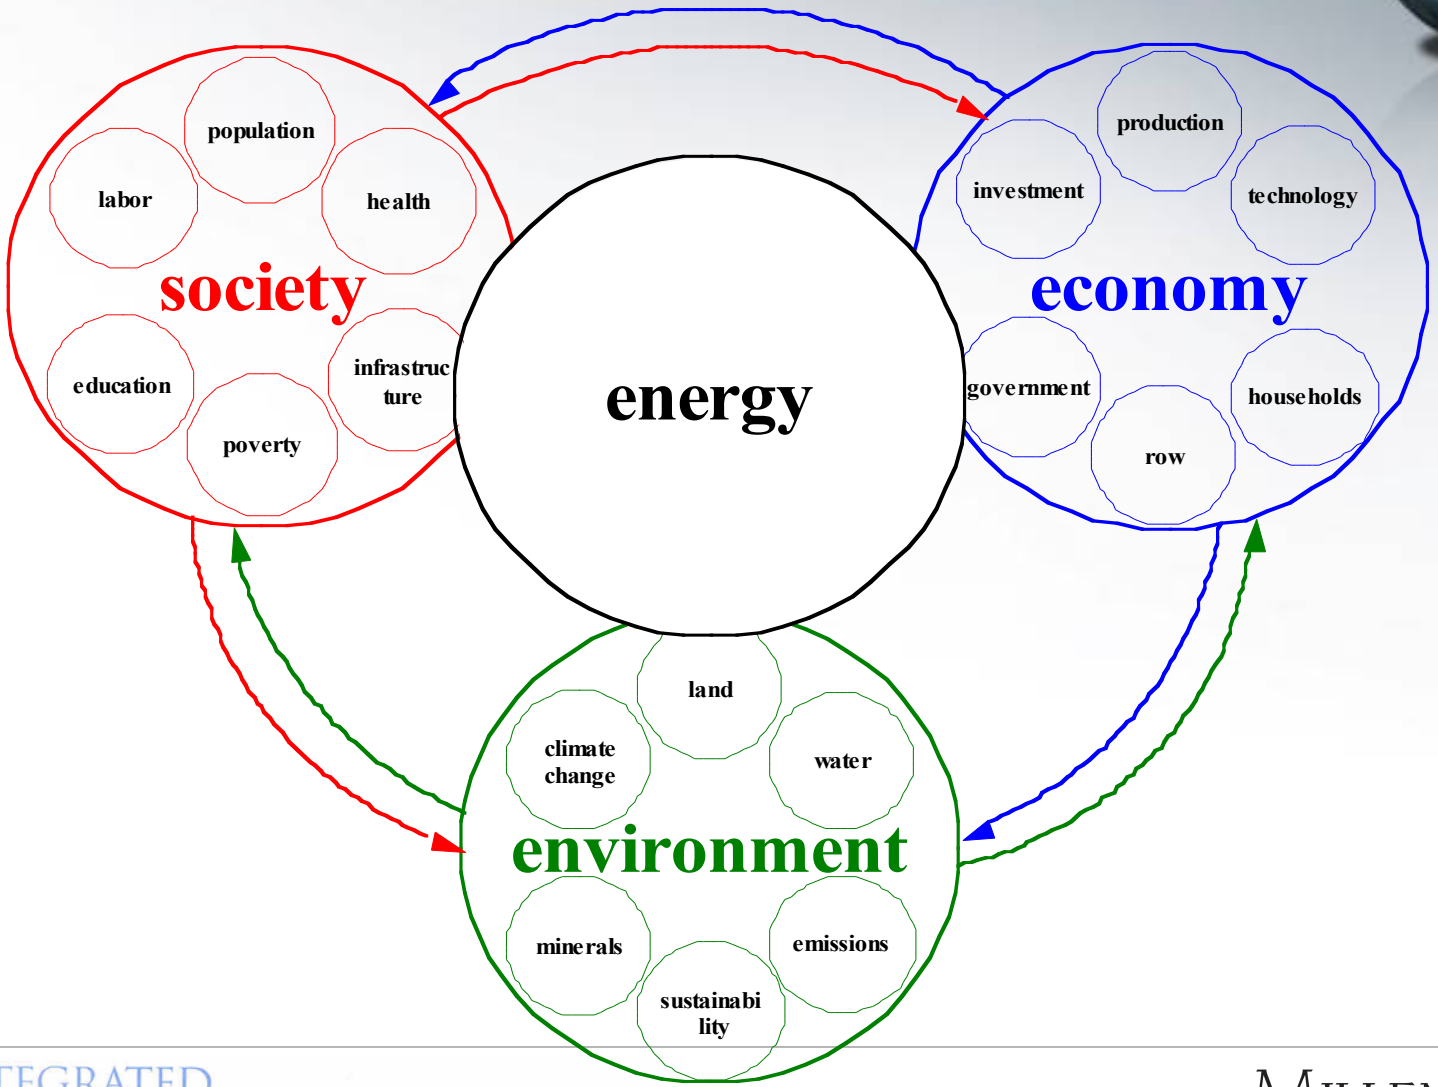 population
labor
health
society
education
infrastruc
ture
poverty
energy
production
investment
technology
economy
government
households
row
land
climate
change
water
environment
minerals
emissions
sustainabi
lity